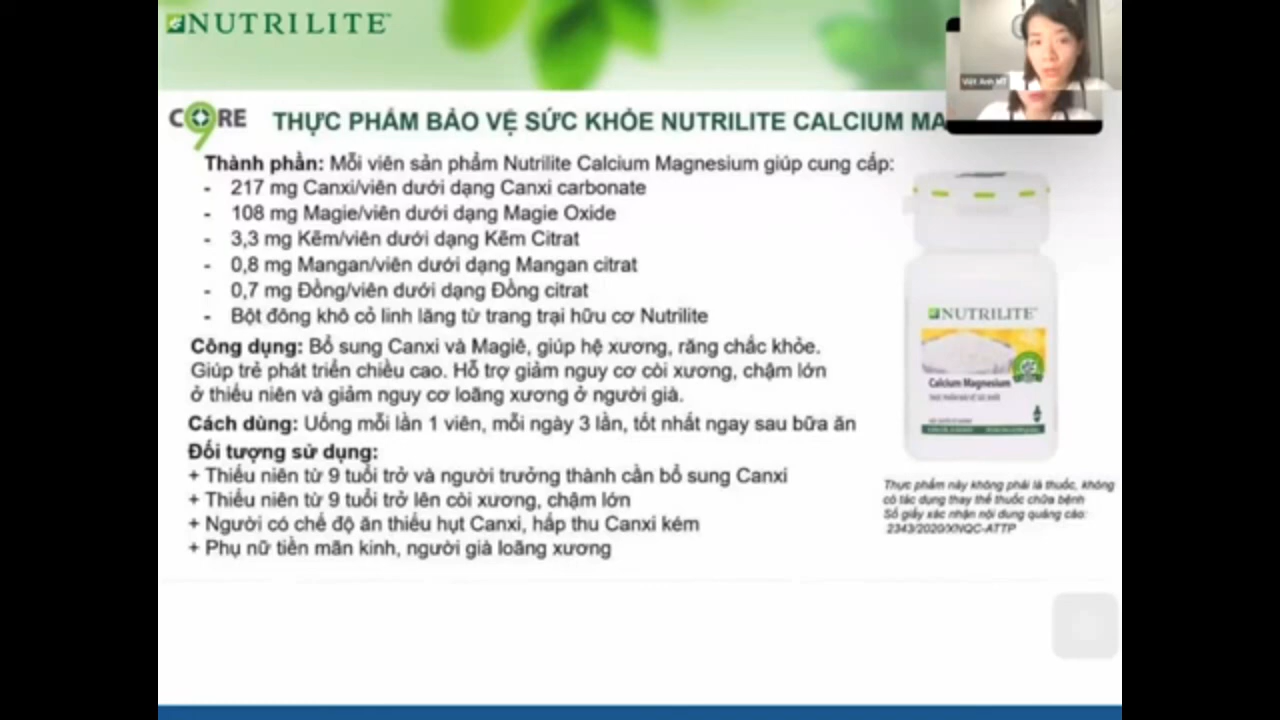 NUTRILITE
Việt Anh MT
CORE 9
THỰC PHẨM BẢO VỆ SỨC KHỎE NUTRILITE CALCIUM MA
Thành phần: Mỗi viên sản phẩm Nutrilite Calcium Magnesium giúp cung cấp:
- 217 mg Canxi/viên dưới dạng Canxi carbonate
- 108 mg Magie/viên dưới dạng Magie Oxide
- 3,3 mg Kẽm/viên dưới dạng Kẽm Citrat
- 0,8 mg Mangan/viên dưới dạng Mangan citrat
- 0,7 mg Đồng/viên dưới dạng Đồng citrat
- Bột đông khô cỏ linh lăng từ trang trại hữu cơ Nutrilite
Công dụng: Bổ sung Canxi và Magiê, giúp hệ xương, răng chắc khỏe.
Giúp trẻ phát triển chiều cao. Hỗ trợ giảm nguy cơ còi xương, chậm lớn
ở thiếu niên và giảm nguy cơ loãng xương ở người già.
Cách dùng: Uống mỗi lần 1 viên, mỗi ngày 3 lần, tốt nhất ngay sau bữa ăn
Đối tượng sử dụng:
+ Thiếu niên từ 9 tuổi trở và người trưởng thành cần bổ sung Canxi
+ Thiếu niên từ 9 tuổi trở lên còi xương, chậm lớn
+ Người có chế độ ăn thiếu hụt Canxi, hấp thu Canxi kém
+ Phụ nữ tiền mãn kinh, người già loãng xương
NUTRILITE
Calcium Magnesium
THỰC PHẨM BẢO VỆ SỨC KHỎE
Thực phẩm này không phải là thuốc, không
có tác dụng thay thế thuốc chữa bệnh
Số giấy xác nhận nội dung quảng cáo:
2343/2020/XNQC-ATTP